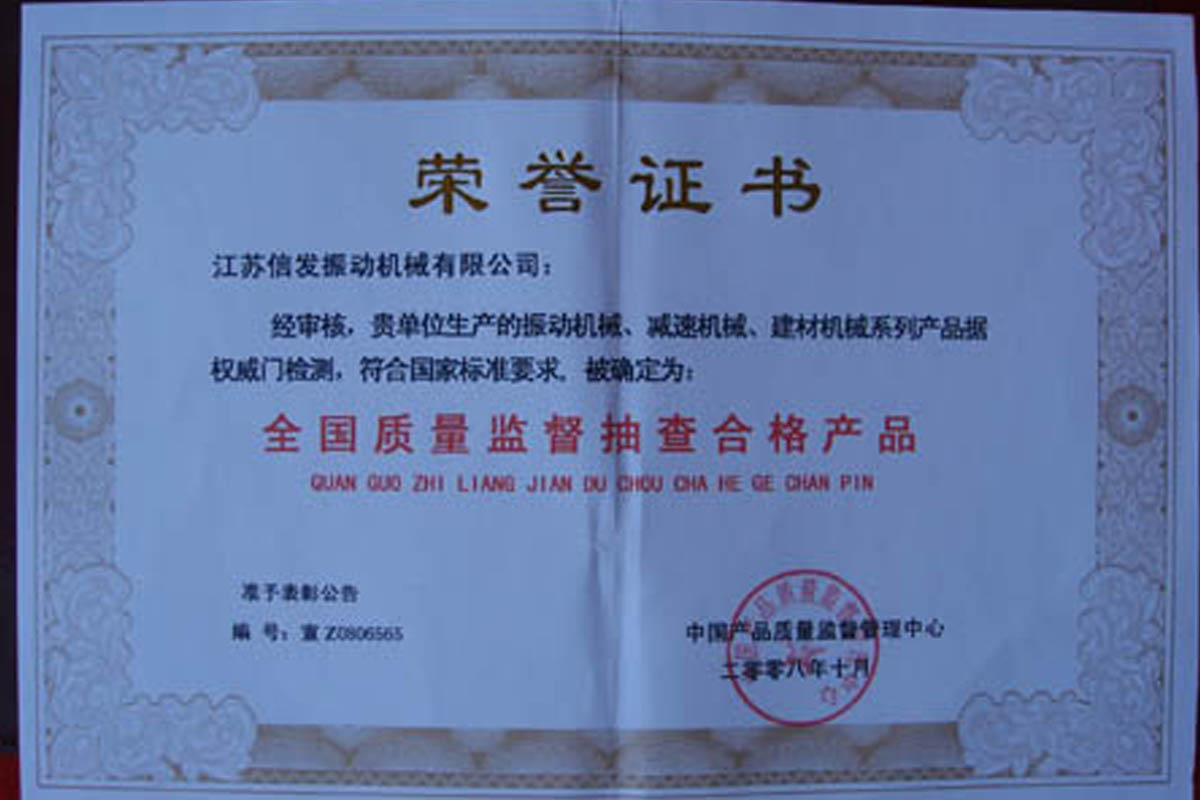 荣誉证书
江苏信发振动机械有限公司：
经审核，贵单位生产的振动机械、减速机械、建材机械系列产品据
权威门检测，符合国家标准要求。被确定为：
全国质量监督抽查合格产品
QUAN GUO ZHI LIANG JIAN DU CHOU CHA HE GE CHAN PIN
准予表彰公告
编 号：宣Z0806565
中国产品质量监督管理中心
二零零八年十月